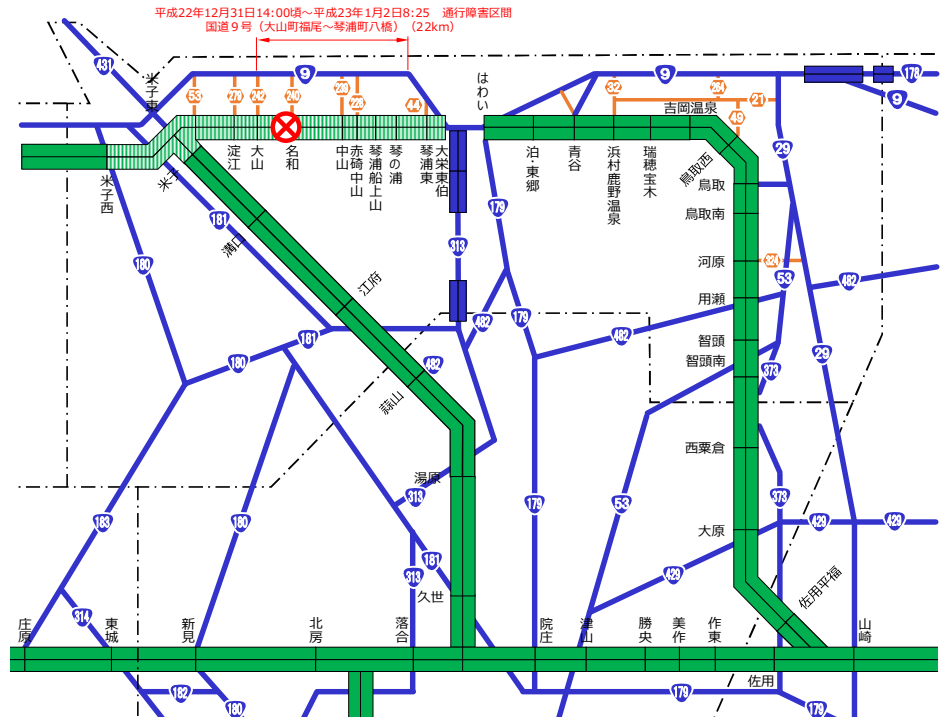 平成22年12月31日14:00頃～平成23年1月2日8:25　通行障害区間
国道９号（大山町福尾～琴浦町八橋）（22km）
431
米子東
53
279
242
240
230
228
44
9
はわい
32
284
吉岡温泉
21
49
9
178
9
29
米子西
米子
淀江
大山
名和
中山
赤碕中山
琴浦船上山
琴の浦
琴浦東
大栄東伯
泊・東郷
青谷
浜村鹿野温泉
瑞穂宝木
鳥取西
鳥取
鳥取南
河原
324
用瀬
智頭
智頭南
西粟倉
大原
佐用平福
180
181
溝口
江府
蒜山
湯原
久世
313
179
53
482
482
179
482
482
29
373
181
180
183
180
313
181
313
179
53
373
429
429
429
314
庄原
東城
新見
北房
落合
院庄
津山
勝央
美作
作東
佐用
山崎
182
180
179
179